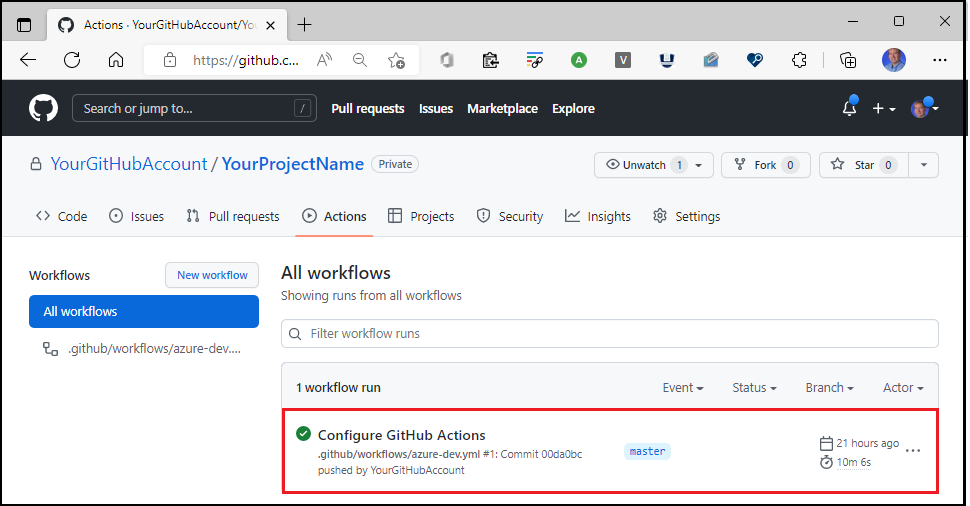 Actions · YourGitHubAccount/Yo
https://github.c...
A
V
Search or jump to...
/
Pull requests
Issues
Marketplace
Explore
YourGitHubAccount / YourProjectName
Private
Unwatch 1
Fork 0
Star 0
Code
Issues
Pull requests
Actions
Projects
Security
Insights
Settings
Workflows
New workflow
All workflows
.github/workflows/azure-dev....
All workflows
Showing runs from all workflows
Filter workflow runs
1 workflow run
Event
Status
Branch
Actor
Configure GitHub Actions
.github/workflows/azure-dev.yml #1: Commit 00da0bc
pushed by YourGitHubAccount
master
21 hours ago
10m 6s